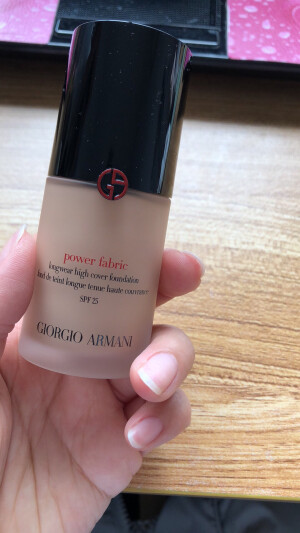 power fabric
longwear high cover foundation
fond de teint longue tenue haute couvrance
SPF 25
GIORGIO ARMANI